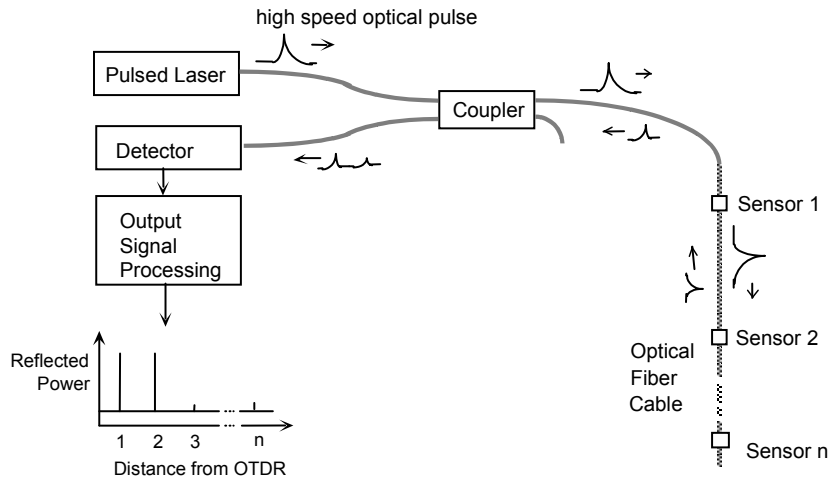 high speed optical pulse
Pulsed Laser
Coupler
Detector
Sensor 1
Output
Signal
Processing
Sensor 2
Optical
Fiber
Cable
Reflected
Power
1 2 3 ... n
Distance from OTDR
Sensor n